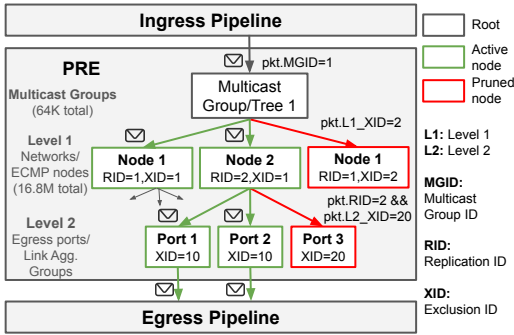 Ingress Pipeline
PRE
pkt.MGID=1
Multicast Groups
(64K total)
Multicast
Group/Tree 1
pkt.L1_XID=2
Level 1
Networks/
ECMP nodes
(16.8M total)
Node 1
RID=1,XID=1
Node 2
RID=2,XID=1
Node 1
RID=1,XID=2
pkt.RID=2 &&
pkt.L2_XID=20
Level 2
Egress ports/
Link Agg.
Groups
Port 1
XID=10
Port 2
XID=10
Port 3
XID=20
Egress Pipeline
Root
Active
node
Pruned
node
L1: Level 1
L2: Level 2
MGID:
Multicast
Group ID
RID:
Replication ID
XID:
Exclusion ID